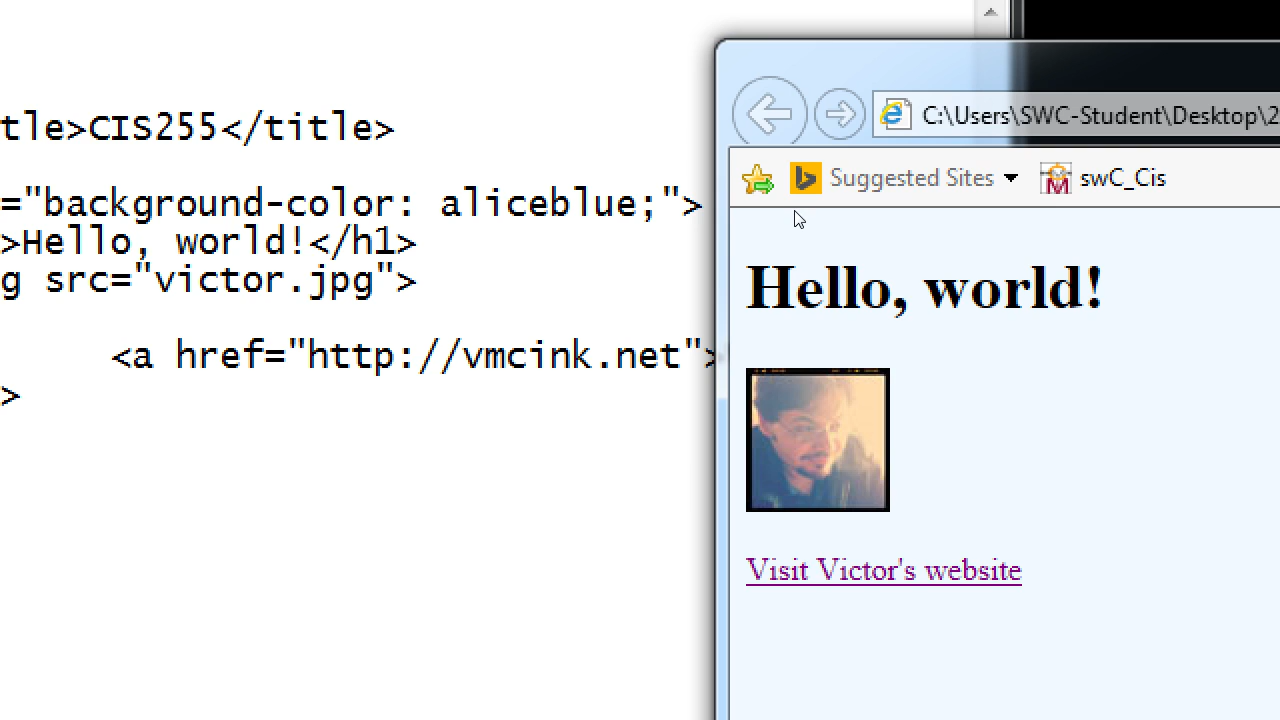 tle>CIS255</title>
="background-color: aliceblue;">
>Hello, world!</h1>
g src="victor.jpg">
<a href="http://vmcink.net">
>
C:\Users\SWC-Student\Desktop\2
Suggested Sites
swC_Cis
Hello, world!
Visit Victor's website